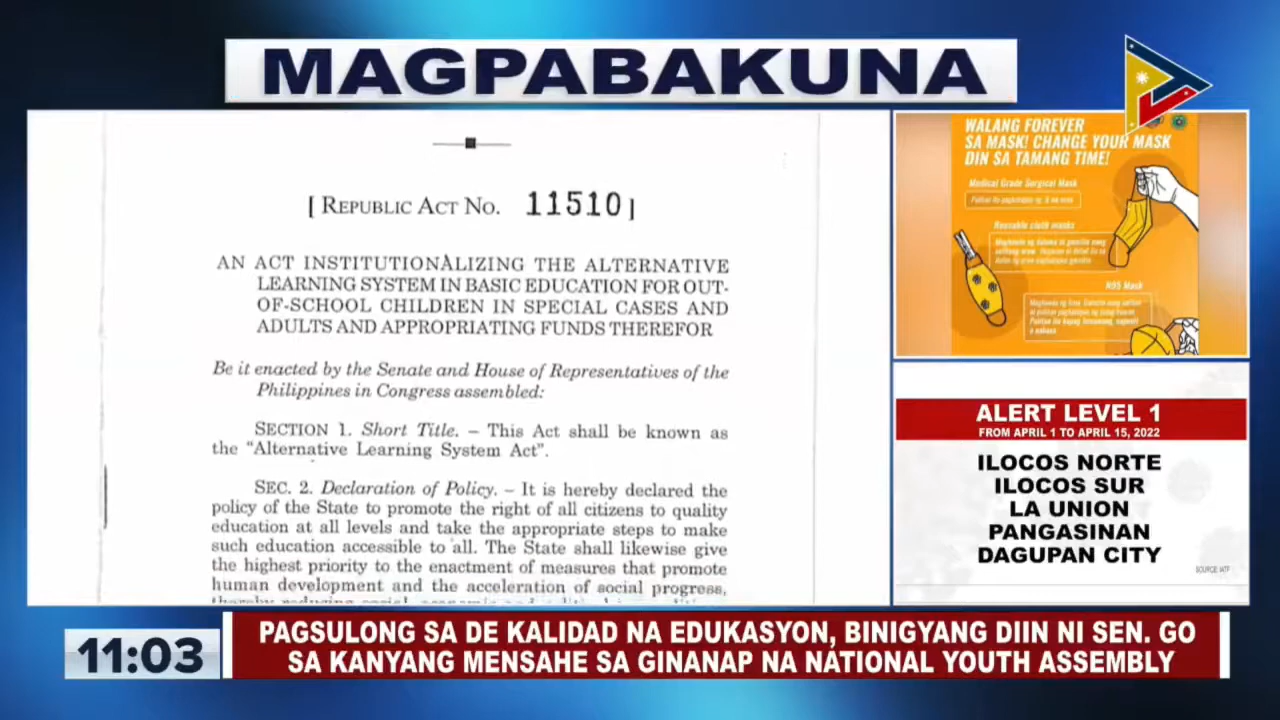 MAGPABAKUNA
[ REPUBLIC ACT NO. 11510 ]
AN ACT INSTITUTIONALIZING THE ALTERNATIVE
LEARNING SYSTEM IN BASIC EDUCATION FOR OUT-
OF-SCHOOL CHILDREN IN SPECIAL CASES AND
ADULTS AND APPROPRIATING FUNDS THEREFOR
Be it enacted by the Senate and House of Representatives of the
Philippines in Congress assembled:
SECTION 1. Short Title. – This Act shall be known as
the “Alternative Learning System Act”.
SEC. 2. Declaration of Policy. – It is hereby declared the
policy of the State to promote the right of all citizens to quality
education at all levels and take the appropriate steps to make
such education accessible to all. The State shall likewise give
the highest priority to the enactment of measures that promote
human development and the acceleration of social progress,
WALANG FOREVER
SA MASK! CHANGE YOUR MASK
DIN SA TAMANG TIME!
Medical Grade Surgical Mask
Reusable cloth masks
N95 Mask
ALERT LEVEL 1
FROM APRIL 1 TO APRIL 15, 2022
ILOCOS NORTE
ILOCOS SUR
LA UNION
PANGASINAN
DAGUPAN CITY
SOURCE: IATF
11:03
PAGSULONG SA DE KALIDAD NA EDUKASYON, BINIGYANG DIIN NI SEN. GO
SA KANYANG MENSAHE SA GINANAP NA NATIONAL YOUTH ASSEMBLY